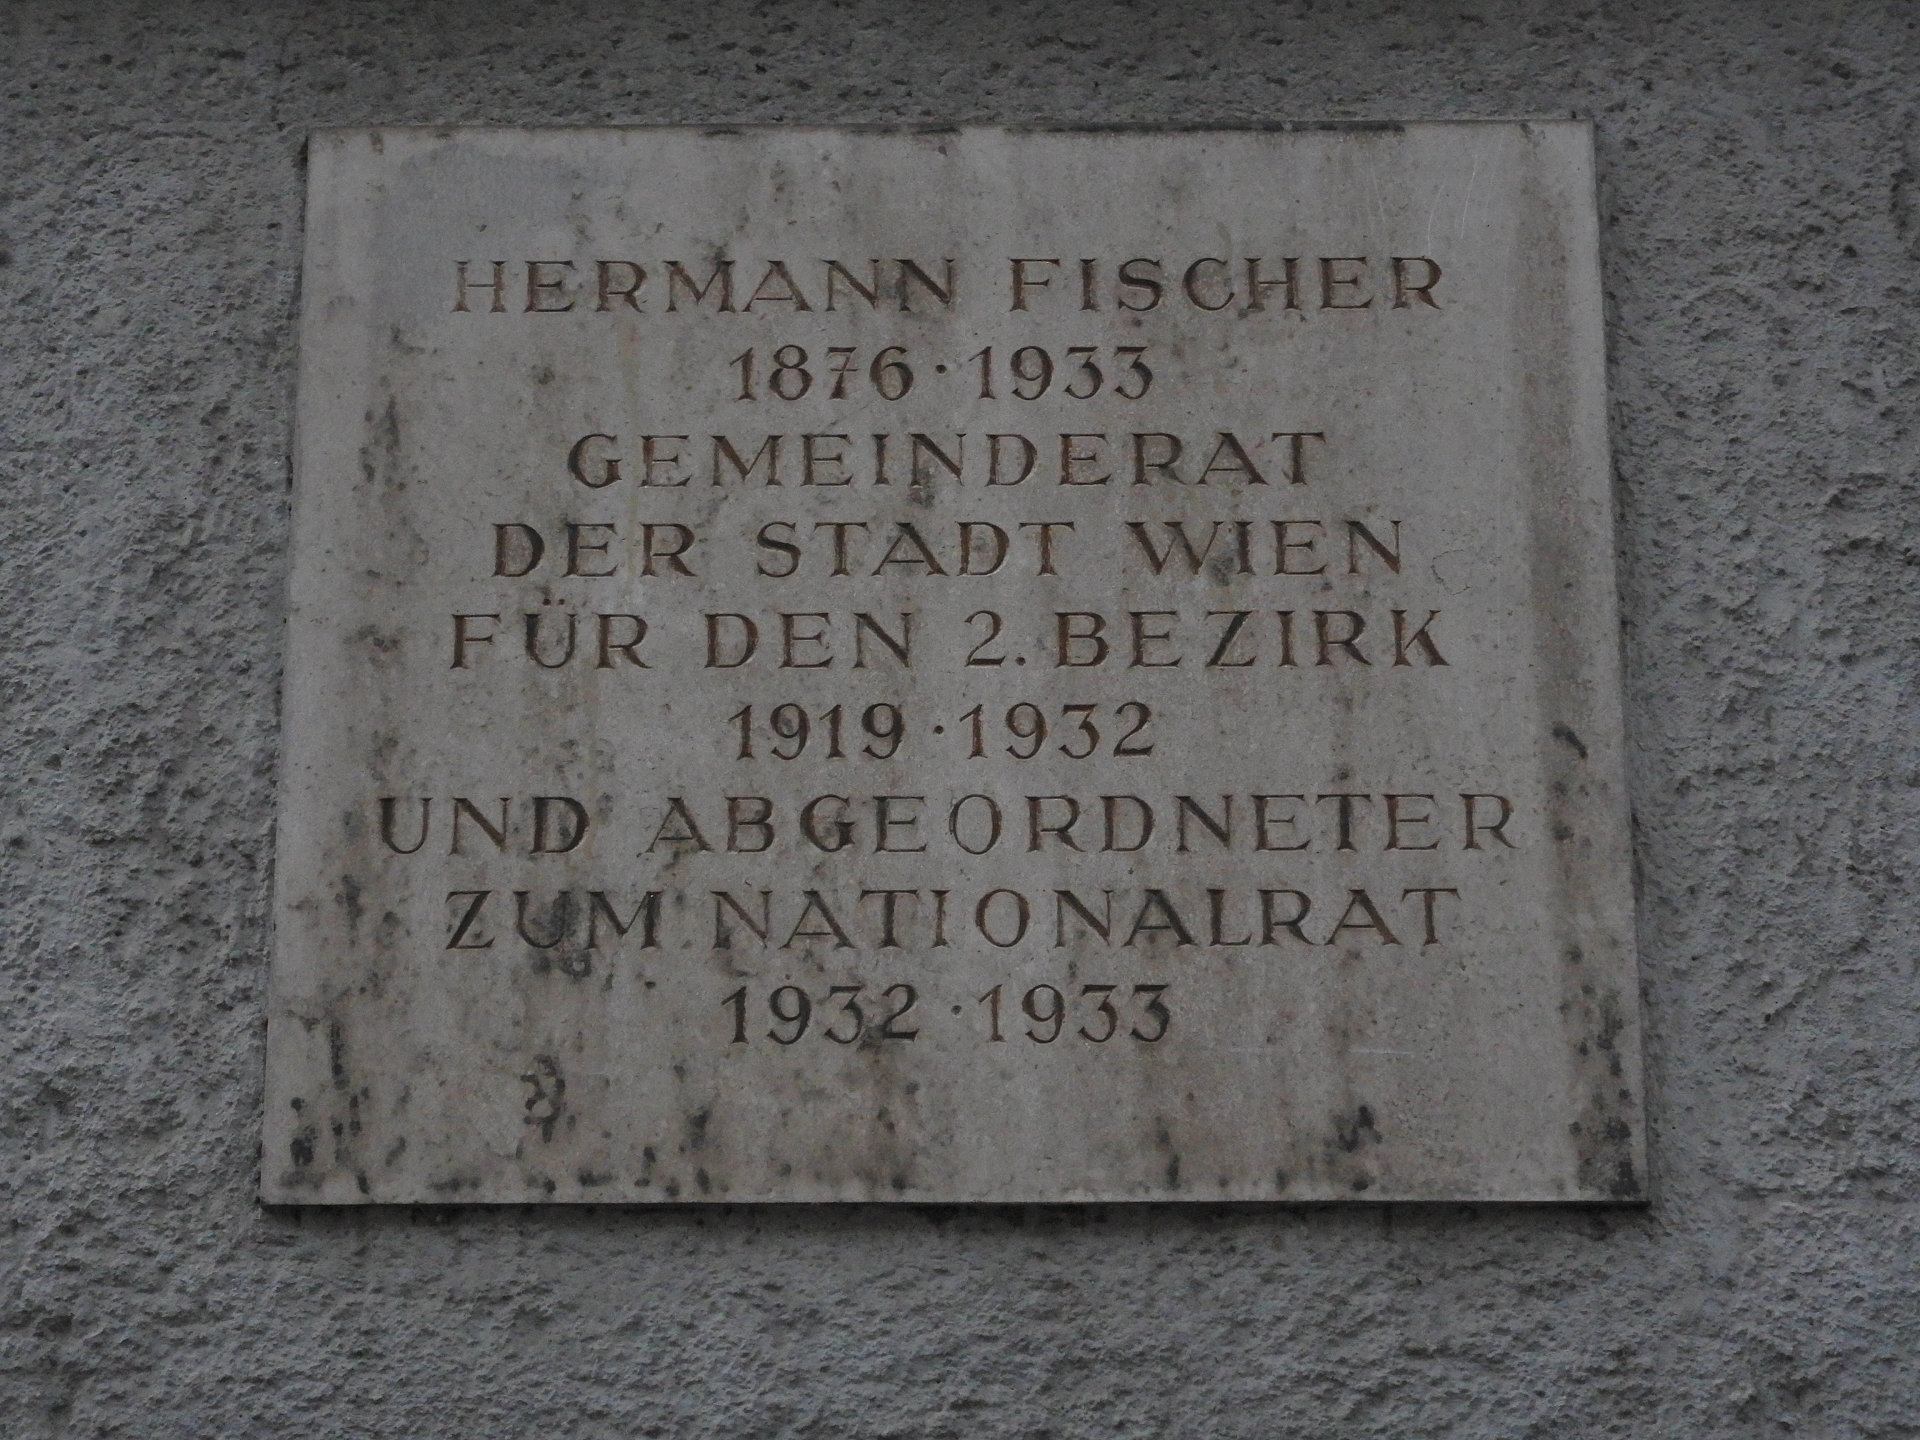 HERMANN FISCHER
1876·1933
GEMEINDERAT
DER STADT WIEN
FÜR DEN 2. BEZIRK
1919·1932
UND ABGEORDNETER
ZUM NATIONALRAT
1932·1933